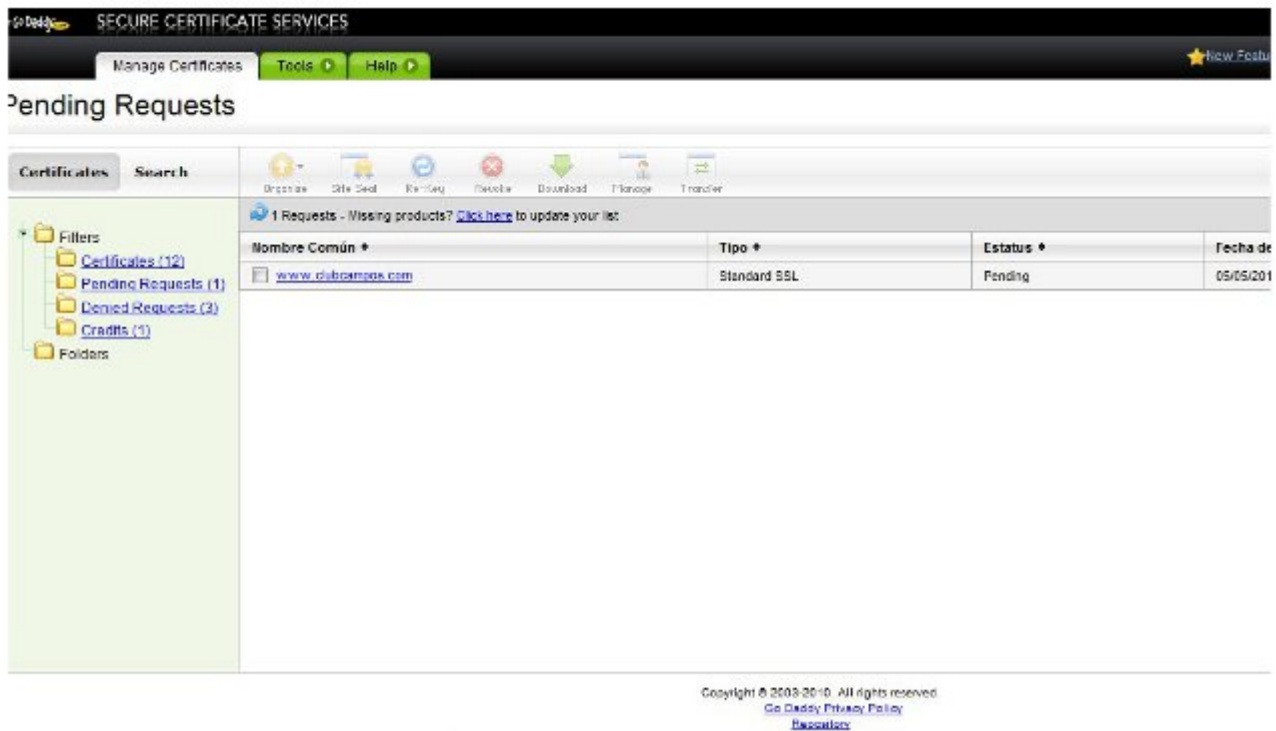 Go Daddy
SECURE CERTIFICATE SERVICES
Manage Certificates Tools Help
New Featu
Pending Requests
Certificates Search
Organize Site Seal Re-Key Revoke Download Manage Transfer
1 Requests - Missing products? Click here to update your list
Filters
Certificates (12)
Pending Requests (1)
Denied Requests (3)
Credits (1)
Folders
Nombre Común Tipo Estatus Fecha de
www.clubcampos.com Standard SSL Pending 05/05/201
Copyright © 2003-2010. All rights reserved.
Go Daddy Privacy Policy
Repository